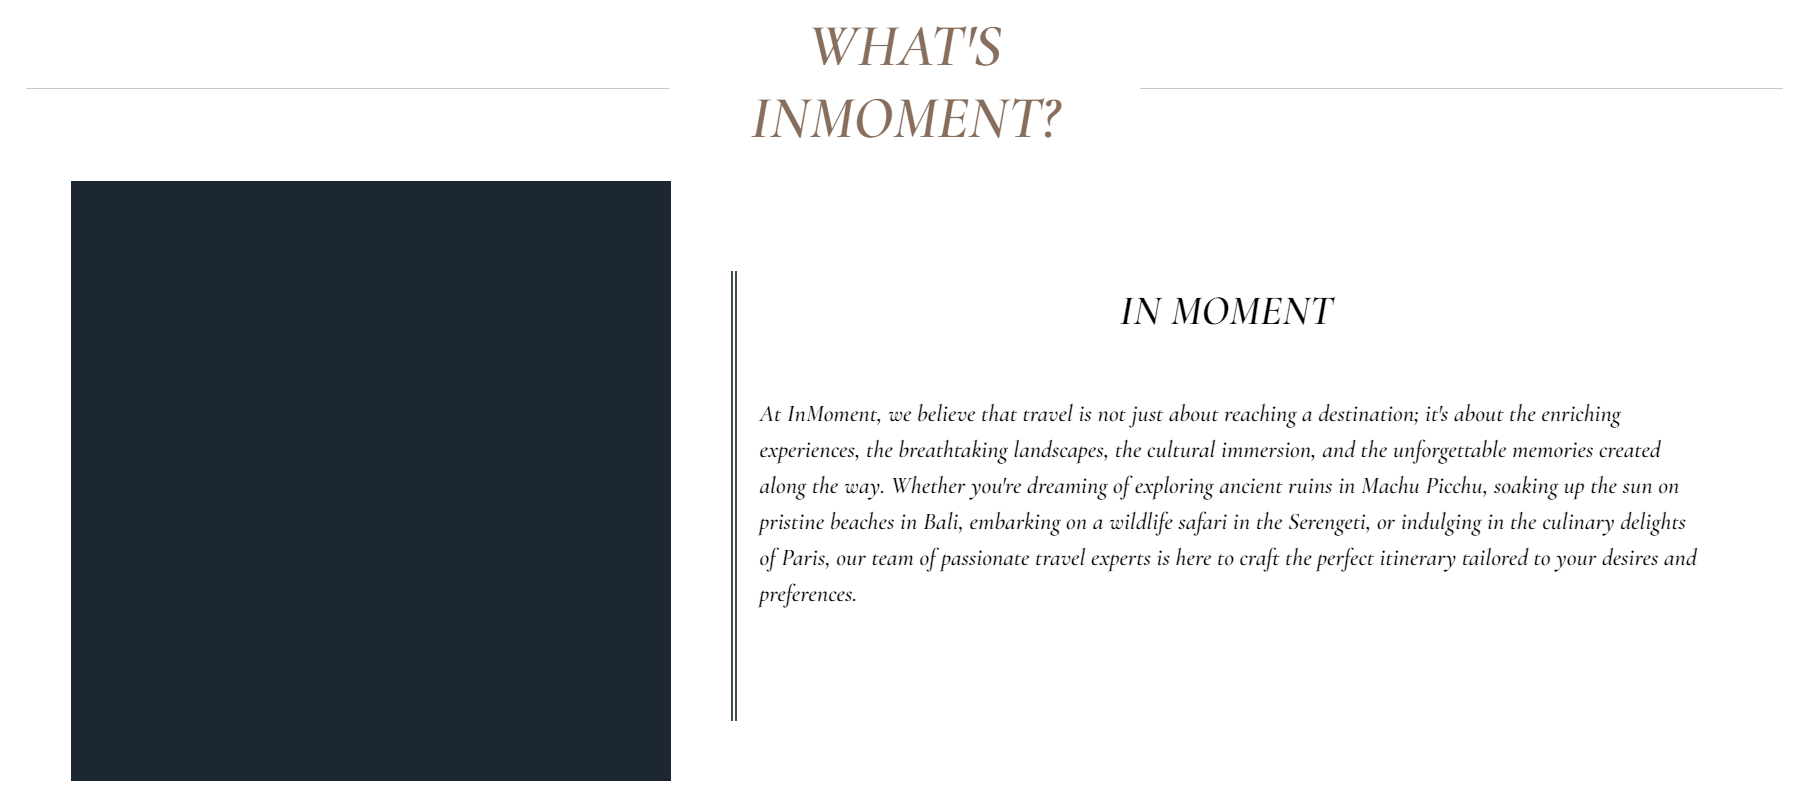 WHAT'S
INMOMENT?
IN MOMENT
At InMoment, we believe that travel is not just about reaching a destination; it's about the enriching
experiences, the breathtaking landscapes, the cultural immersion, and the unforgettable memories created
along the way. Whether you're dreaming of exploring ancient ruins in Machu Picchu, soaking up the sun on
pristine beaches in Bali, embarking on a wildlife safari in the Serengeti, or indulging in the culinary delights
of Paris, our team of passionate travel experts is here to craft the perfect itinerary tailored to your desires and
preferences.